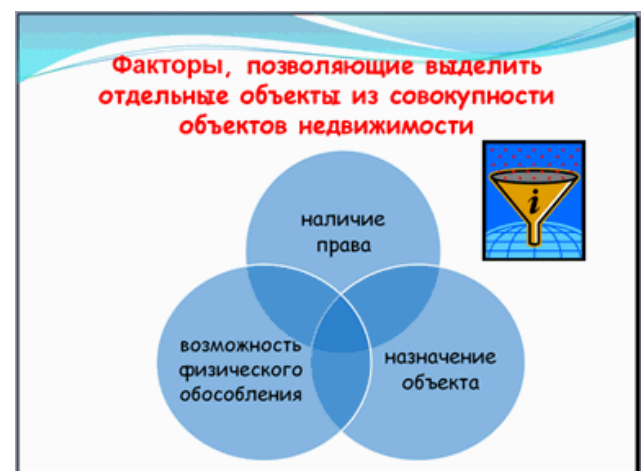 Факторы, позволяющие выделить
отдельные объекты из совокупности
объектов недвижимости
i
наличие
права
возможность
физического
обособления
назначение
объекта